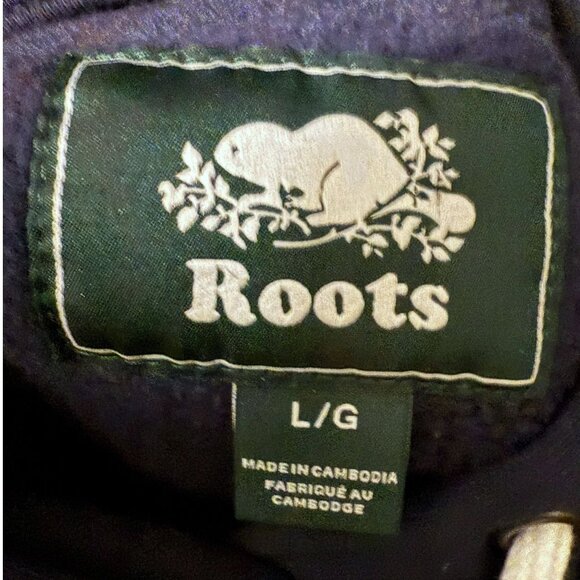 Roots
L/G
MADE IN CAMBODIA
FABRIQUÉ AU
CAMBODGE